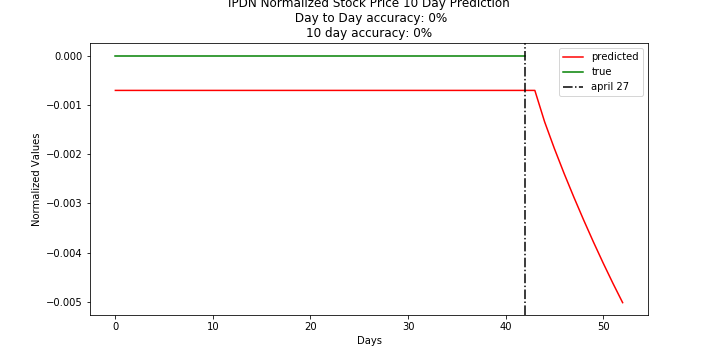 IPDN Normalized Stock Price 10 Day Prediction
Day to Day accuracy: 0%
10 day accuracy: 0%
predicted
true
april 27
0.000
−0.001
−0.002
−0.003
−0.004
−0.005
Normalized Values
0
10
20
30
40
50
Days